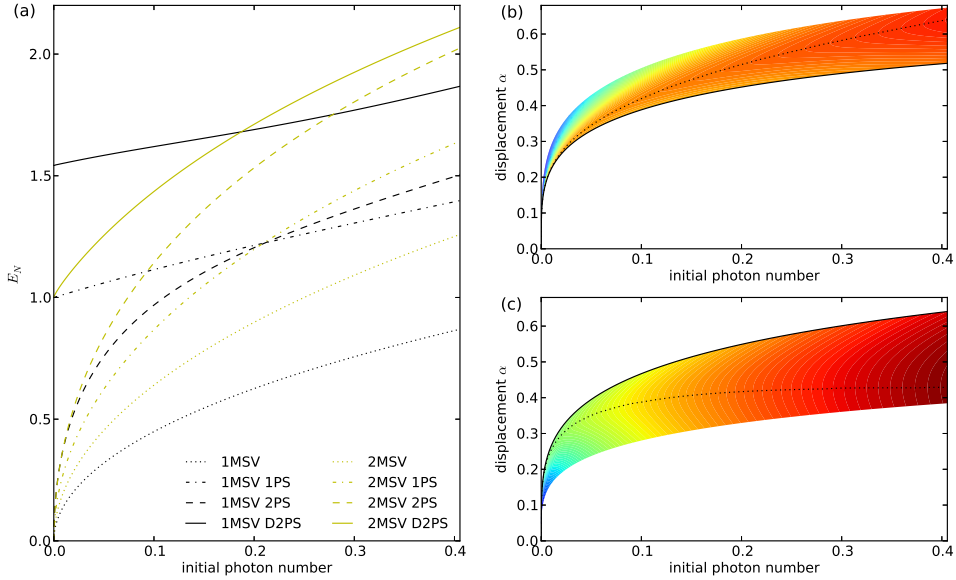 (a)
2.0
1.5
1.0
0.5
0.0
E_N
1MSV
1MSV 1PS
1MSV 2PS
1MSV D2PS
2MSV
2MSV 1PS
2MSV 2PS
2MSV D2PS
0.0 0.1 0.2 0.3 0.4
initial photon number
(b)
0.6
0.5
0.4
0.3
0.2
0.1
0.0
displacement α
0.0 0.1 0.2 0.3 0.4
initial photon number
(c)
0.6
0.5
0.4
0.3
0.2
0.1
0.0
displacement α
0.0 0.1 0.2 0.3 0.4
initial photon number